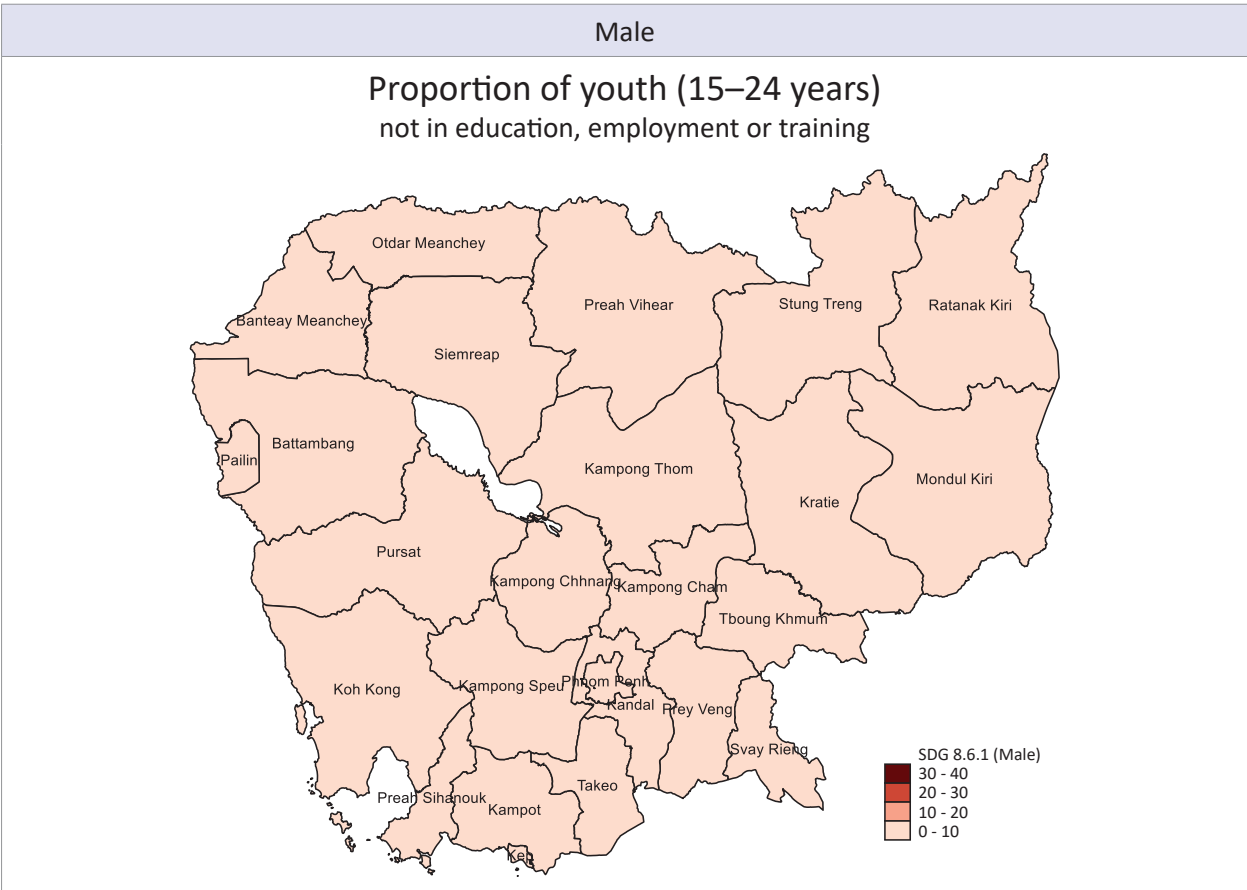 Male
Proportion of youth (15–24 years)
not in education, employment or training
Otdar Meanchey
Banteay Meanchey
Siemreap
Preah Vihear
Stung Treng
Ratanak Kiri
Battambang
Pailin
Kampong Thom
Kratie
Mondul Kiri
Pursat
Kampong Chhnang
Kampong Cham
Tboung Khmum
Koh Kong
Kampong Speu
Phnom Penh
Kandal
Prey Veng
Svay Rieng
Preah Sihanouk
Kampot
Takeo
Kep
SDG 8.6.1 (Male)
30 - 40
20 - 30
10 - 20
0 - 10